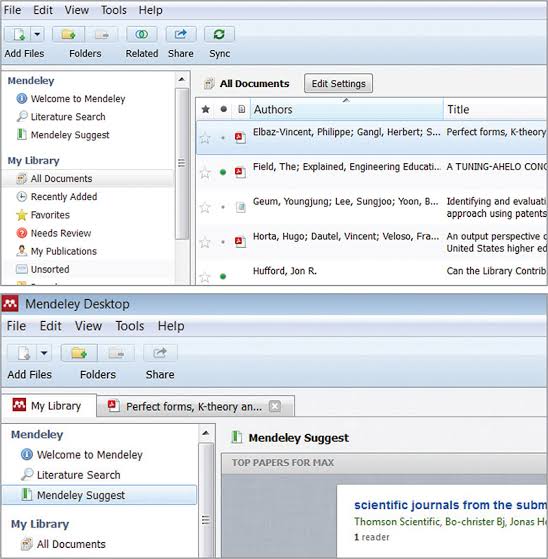 File Edit View Tools Help
Add Files Folders Related Share Sync
Mendeley
Welcome to Mendeley
Literature Search
Mendeley Suggest
My Library
All Documents
Recently Added
Favorites
Needs Review
My Publications
Unsorted
All Documents Edit Settings
Authors Title
Elbaz-Vincent, Philippe; Gangl, Herbert; S... Perfect forms, K-theory
Field, The; Explained, Engineering Educati... A TUNING-AHELO CONC
Geum, Youngjung; Lee, Sungjoo; Yoon, B... Identifying and evaluati
approach using patents
Horta, Hugo; Dautel, Vincent; Veloso, Fra... An output perspective o
United States higher ed
Hufford, Jon R. Can the Library Contrib
Mendeley Desktop
File Edit View Tools Help
Add Files Folders Share
My Library Perfect forms, K-theory an...
Mendeley
Welcome to Mendeley
Literature Search
Mendeley Suggest
My Library
All Documents
Mendeley Suggest
TOP PAPERS FOR MAX
scientific journals from the subm
Thomson Scientific, Bo-christer Bj, Jonas He
1 reader